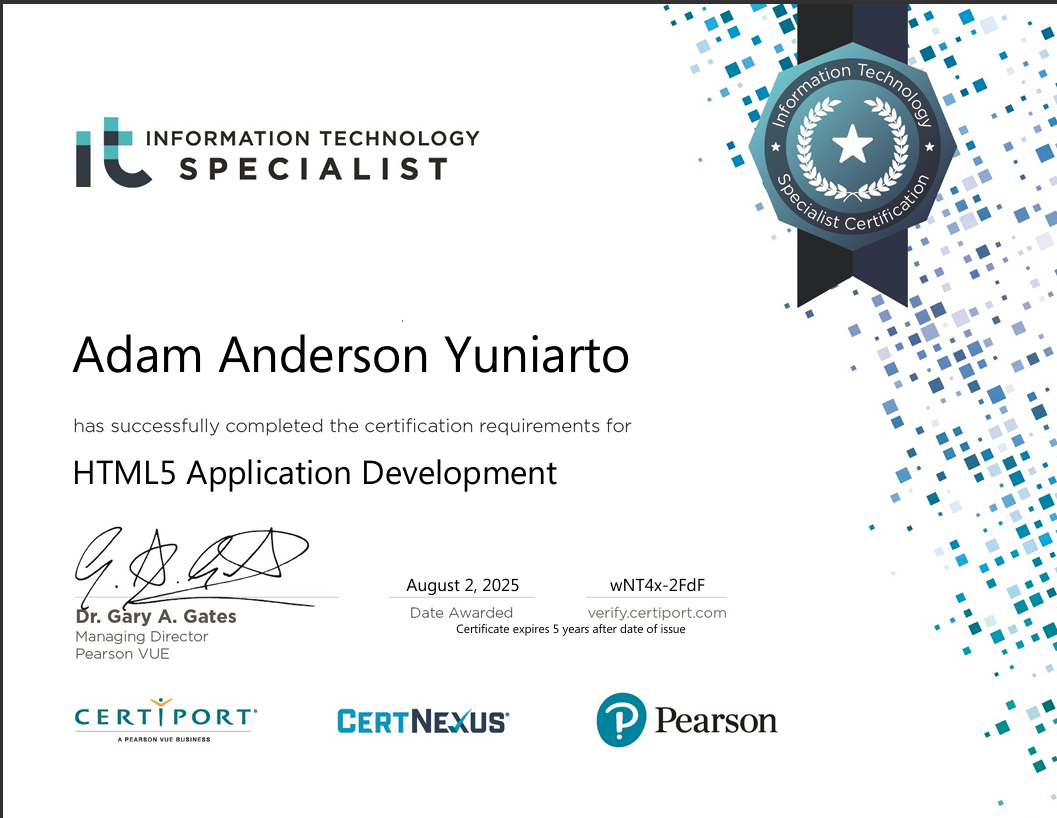 it INFORMATION TECHNOLOGY
SPECIALIST
Information Technology
Specialist Certification
Adam Anderson Yuniarto
has successfully completed the certification requirements for
HTML5 Application Development
August 2, 2025
wNT4x-2FdF
Dr. Gary A. Gates
Date Awarded
verify.certiport.com
Certificate expires 5 years after date of issue
Managing Director
Pearson VUE
CERTIPORT®
A PEARSON VUE BUSINESS
CERTNEXUS®
P Pearson